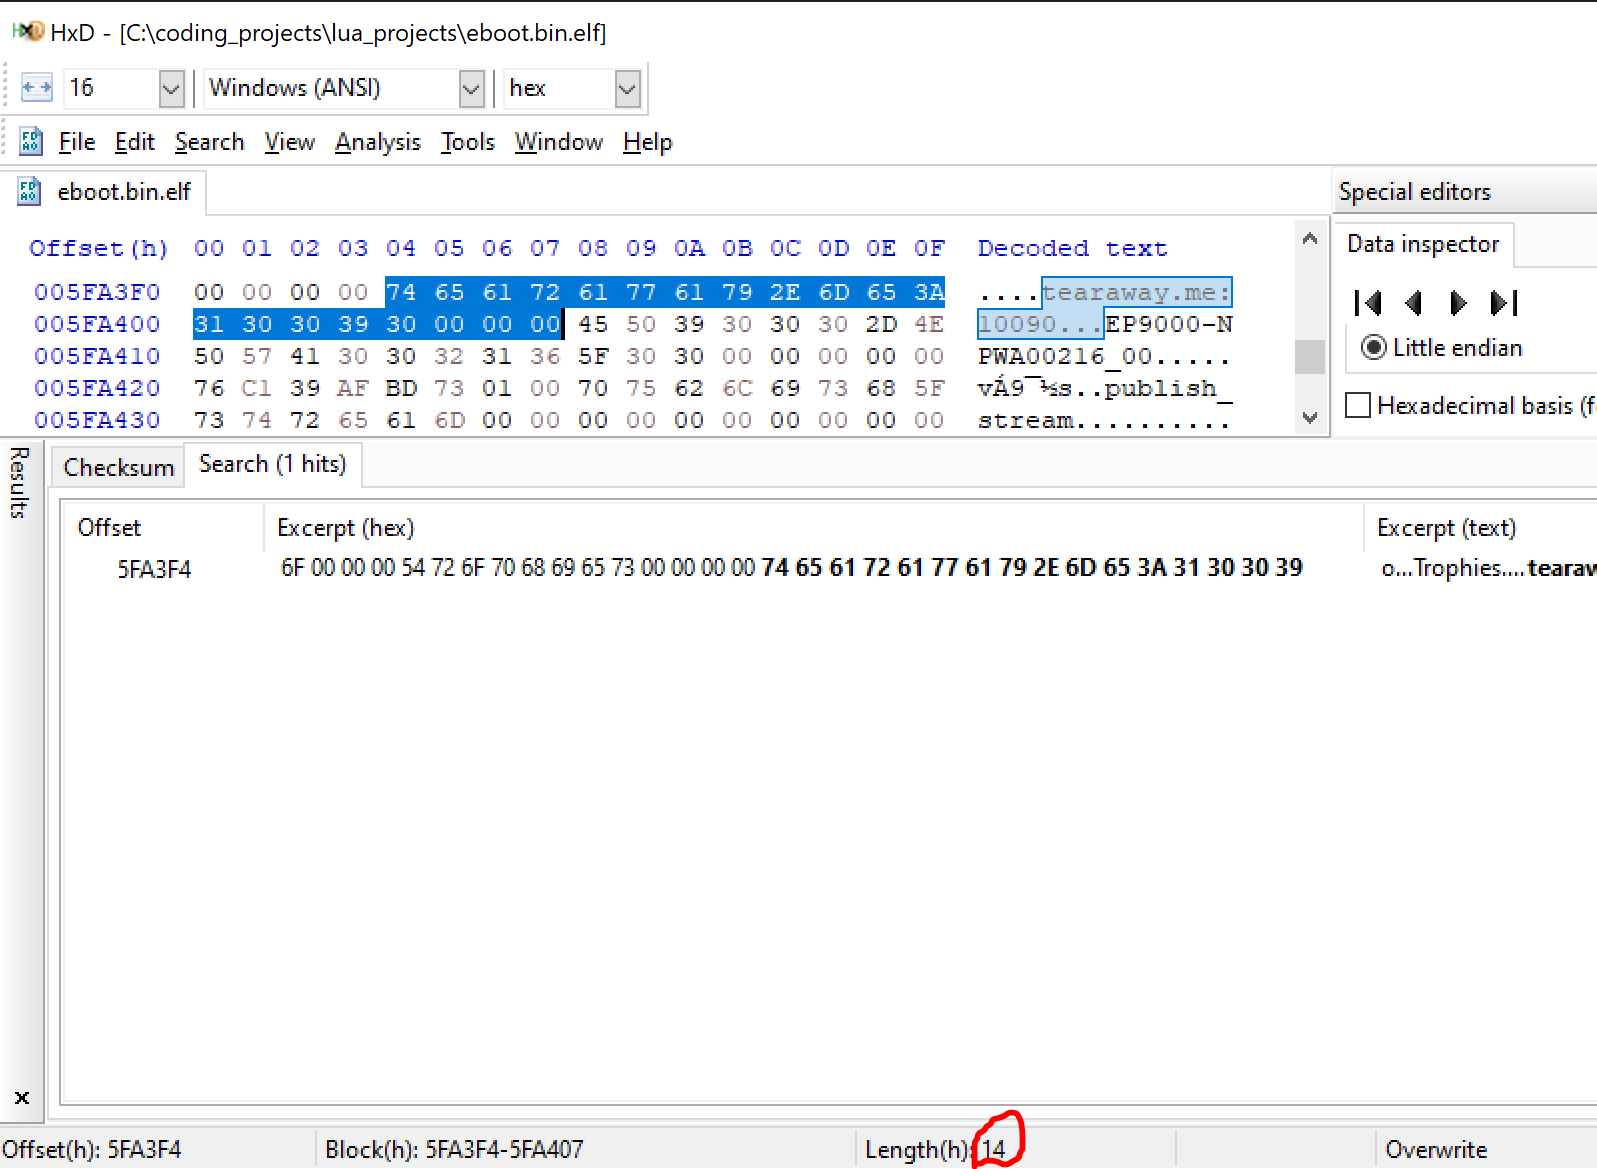 HxD - [C:\coding_projects\lua_projects\eboot.bin.elf]
16 Windows (ANSI) hex
File Edit Search View Analysis Tools Window Help
eboot.bin.elf
Special editors
Offset(h) 00 01 02 03 04 05 06 07 08 09 0A 0B 0C 0D 0E 0F Decoded text
Data inspector
005FA3F0 00 00 00 00 74 65 61 72 61 77 61 79 2E 6D 65 3A ....tearaway.me:
005FA400 31 30 30 39 30 00 00 00 45 50 39 30 30 30 2D 4E 10090...EP9000-N
005FA410 50 57 41 30 30 32 31 36 5F 30 30 00 00 00 00 00 PWA00216_00.....
Little endian
005FA420 76 C1 39 AF BD 73 01 00 70 75 62 6C 69 73 68 5F vÁ9¯½s..publish_
005FA430 73 74 72 65 61 6D 00 00 00 00 00 00 00 00 00 00 stream..........
Hexadecimal basis (f
Results
Checksum Search (1 hits)
Offset Excerpt (hex) Excerpt (text)
5FA3F4 6F 00 00 00 54 72 6F 70 68 69 65 73 00 00 00 00 74 65 61 72 61 77 61 79 2E 6D 65 3A 31 30 30 39 o...Trophies....tearaw
x
Offset(h): 5FA3F4 Block(h): 5FA3F4-5FA407 Length(h): 14 Overwrite